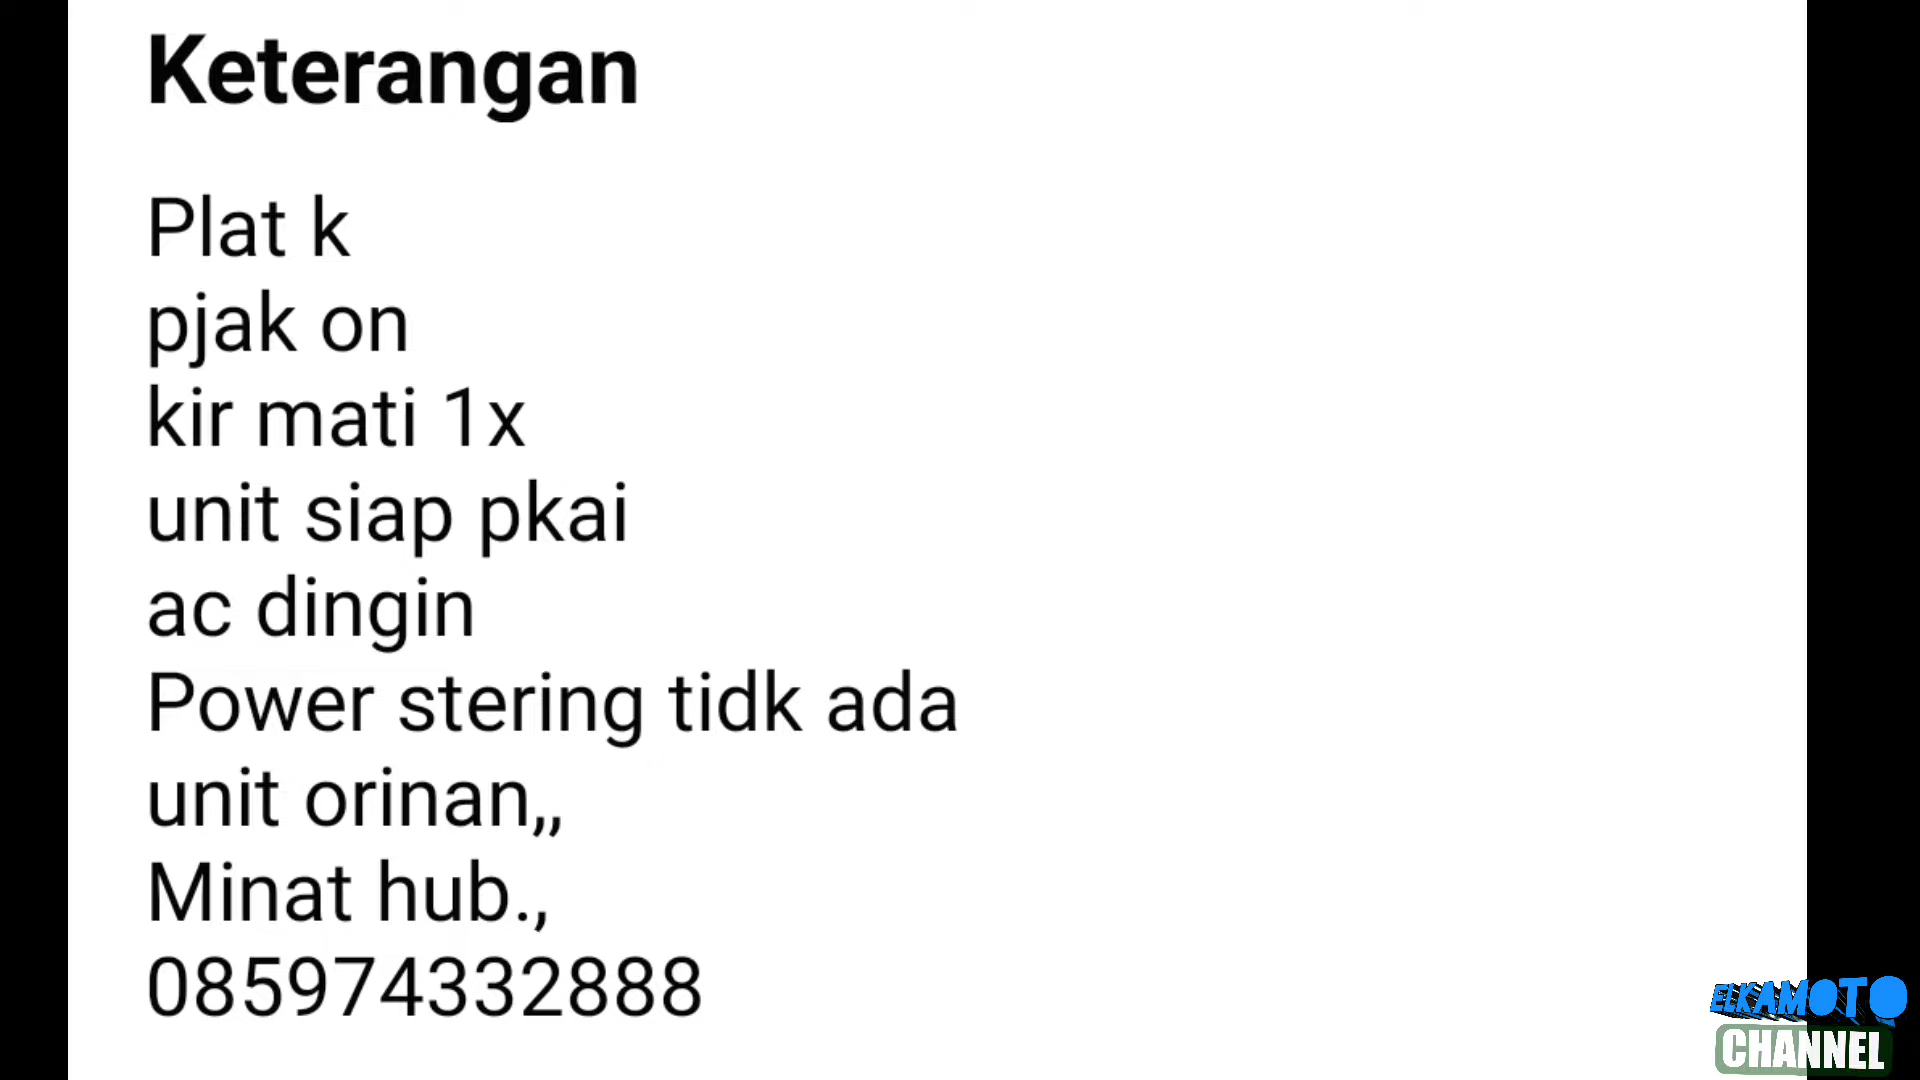 Keterangan
Plat k
pjak on
kir mati 1x
unit siap pkai
ac dingin
Power stering tidk ada
unit orinan,,
Minat hub.,
085974332888
ELKAMOTO
CHANNEL